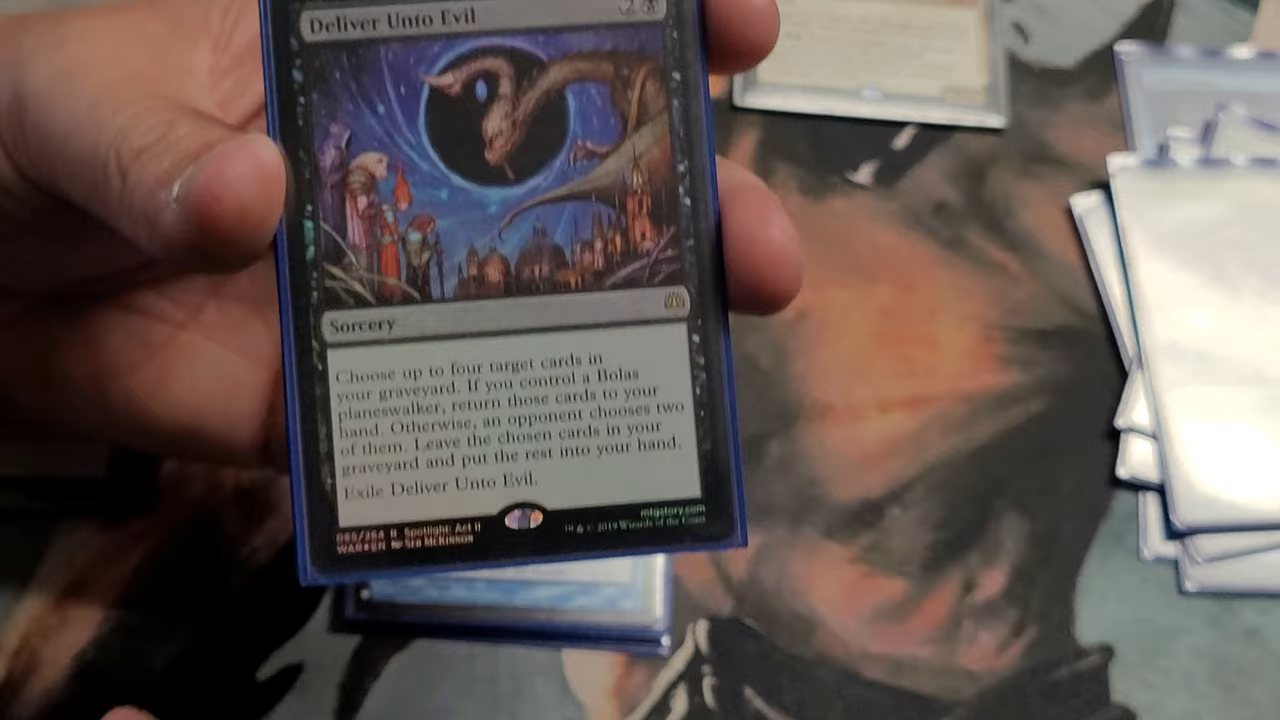 Deliver Unto Evil
2
Sorcery
Choose up to four target cards in
your graveyard. If you control a Bolas
planeswalker, return those cards to your
hand. Otherwise, an opponent chooses two
of them. Leave the chosen cards in your
graveyard and put the rest into your hand.
Exile Deliver Unto Evil.
085/264 R Spotlight: Act II
WAR • EN Seb McKinnon
mtgstory.com
™ & © 2019 Wizards of the Coast